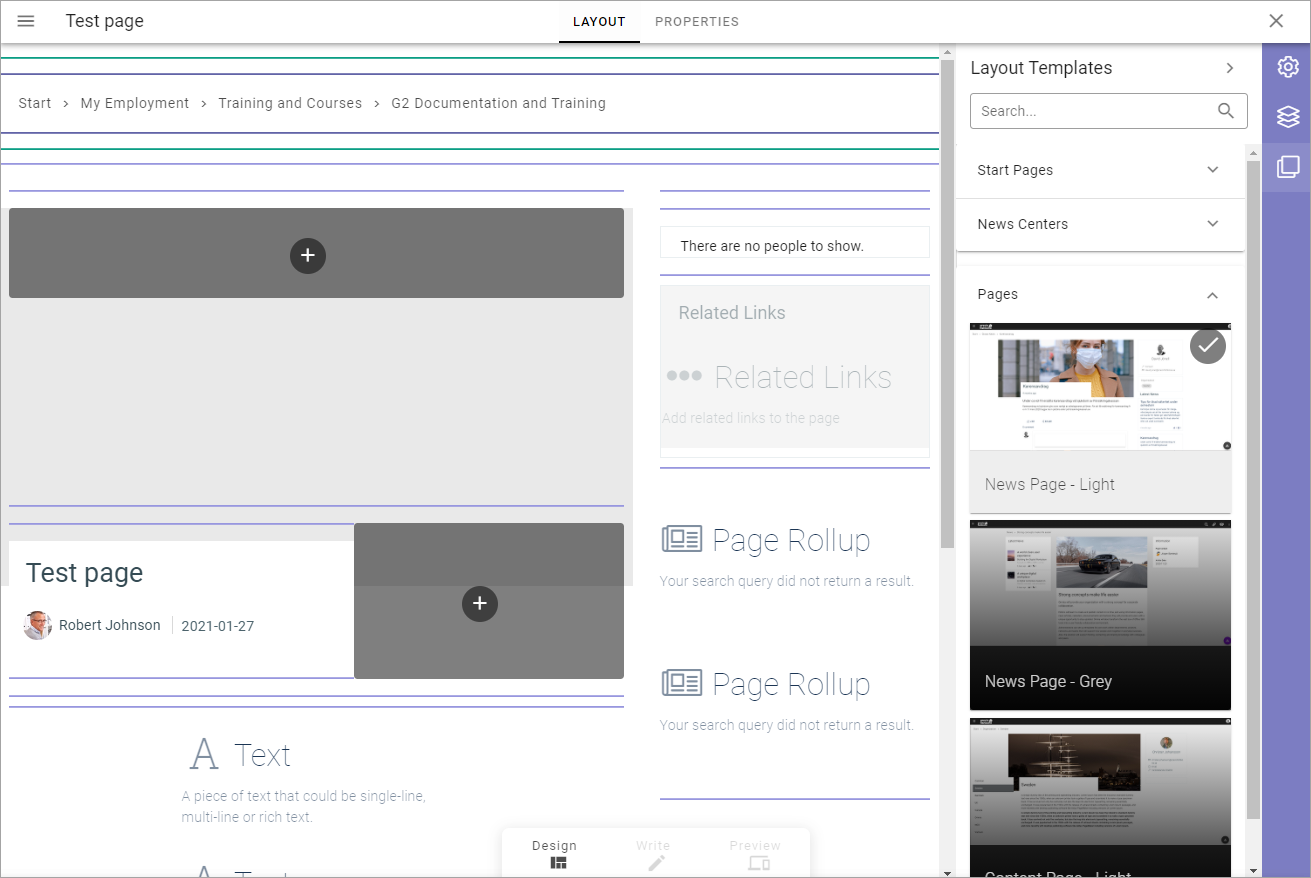 Test page
LAYOUT
PROPERTIES
Start > My Employment > Training and Courses > G2 Documentation and Training
There are no people to show.
Related Links
Related Links
Add related links to the page
Test page
Robert Johnson
2021-01-27
Page Rollup
Your search query did not return a result.
Page Rollup
Your search query did not return a result.
A Text
A piece of text that could be single-line,
multi-line or rich text.
Design
Write
Preview
Layout Templates
Search...
Start Pages
News Centers
Pages
News Page - Light
News Page - Grey
Content Page - Light